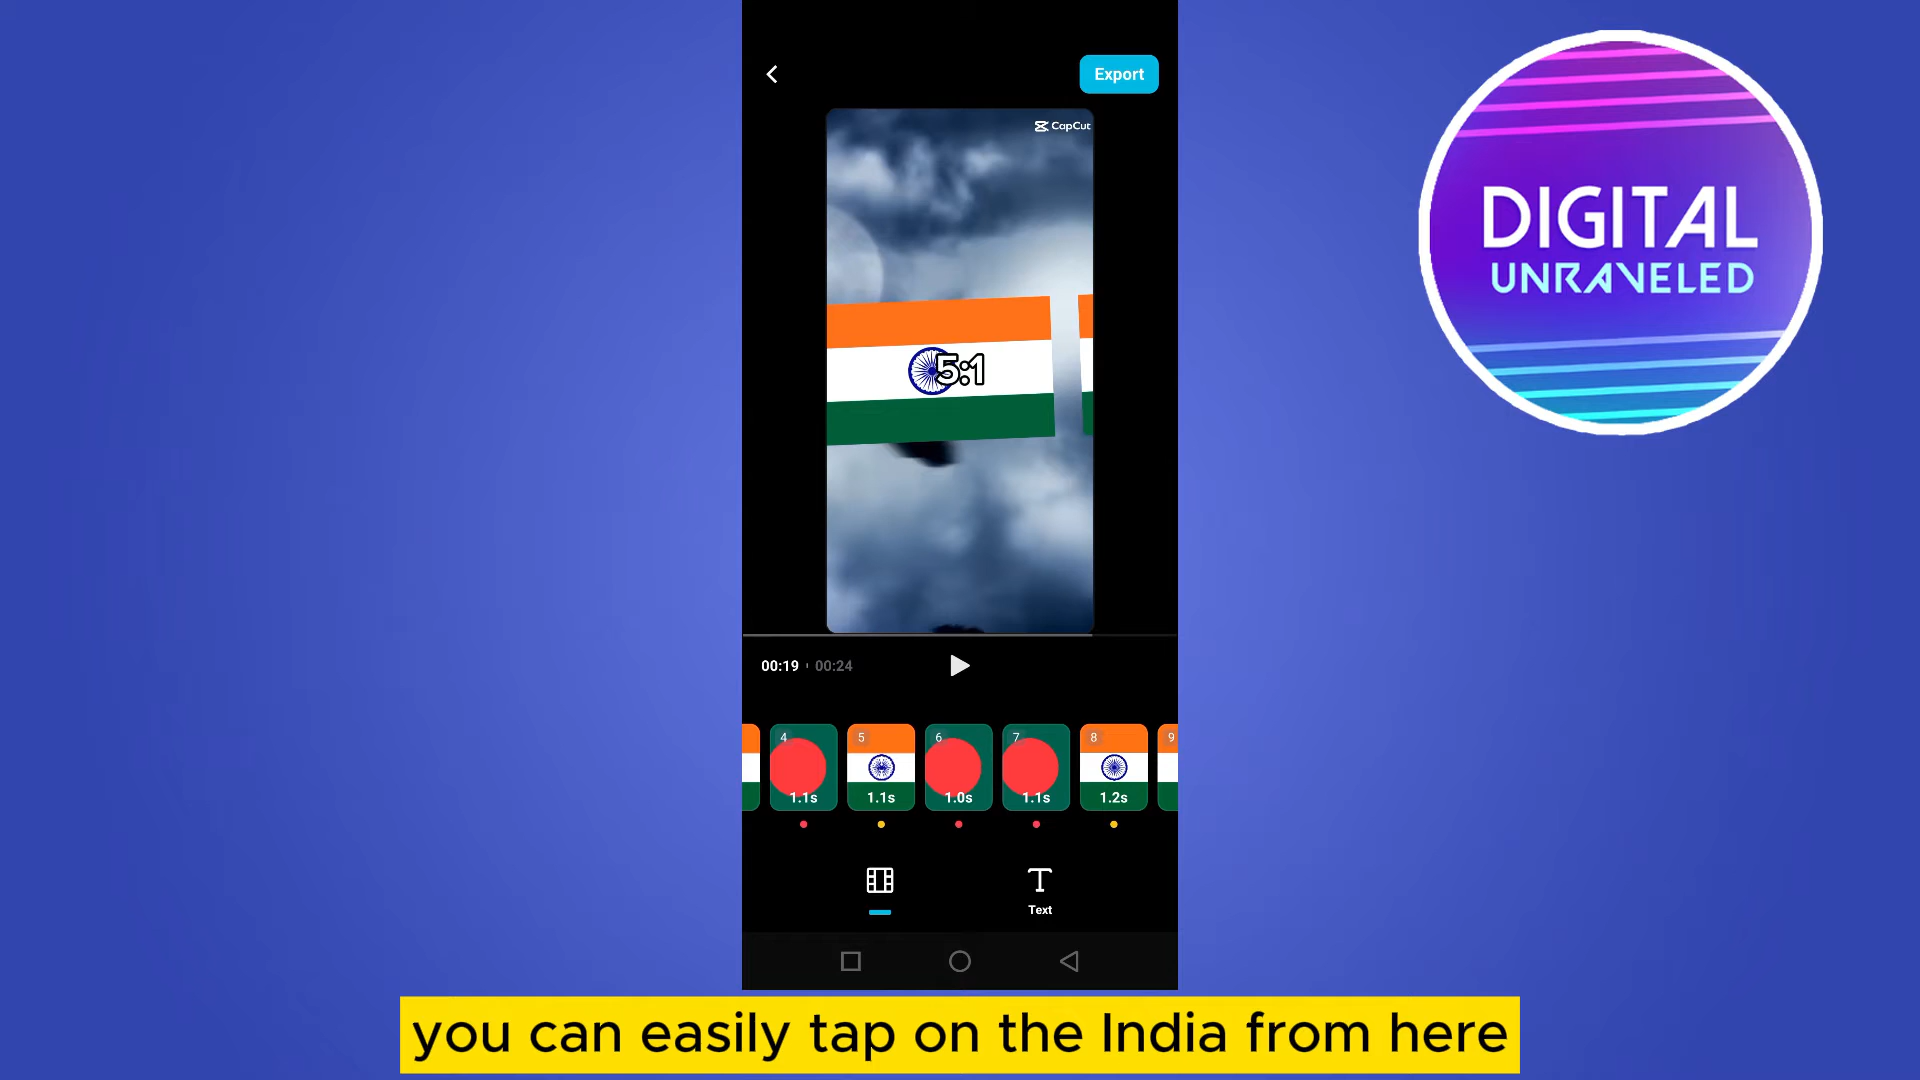 Export
CapCut
DIGITAL
UNRAVELED
5:1
00:19 00:24
4 5 6 7 8 9
1.1s 1.1s 1.0s 1.1s 1.2s
Text
you can easily tap on the India from here